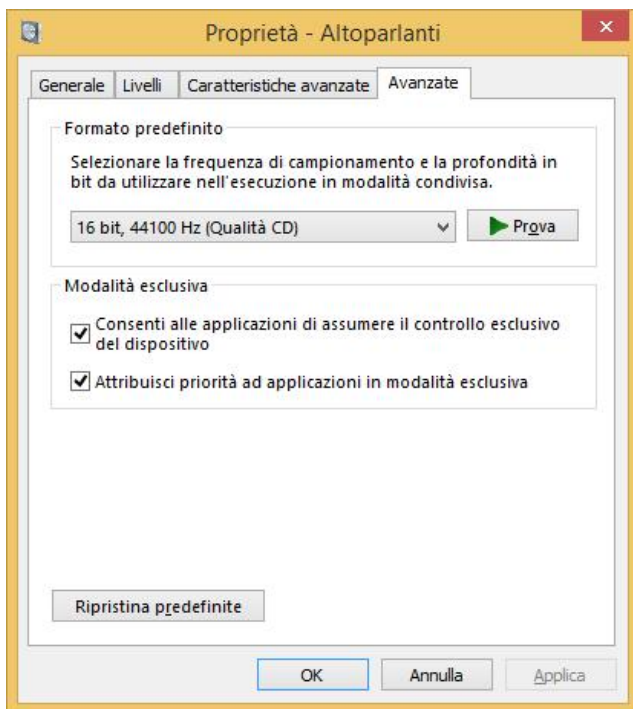 Proprietà - Altoparlanti
Generale Livelli Caratteristiche avanzate Avanzate
Formato predefinito
Selezionare la frequenza di campionamento e la profondità in
bit da utilizzare nell'esecuzione in modalità condivisa.
16 bit, 44100 Hz (Qualità CD) Prova
Modalità esclusiva
Consenti alle applicazioni di assumere il controllo esclusivo
del dispositivo
Attribuisci priorità ad applicazioni in modalità esclusiva
Ripristina predefinite
OK Annulla Applica